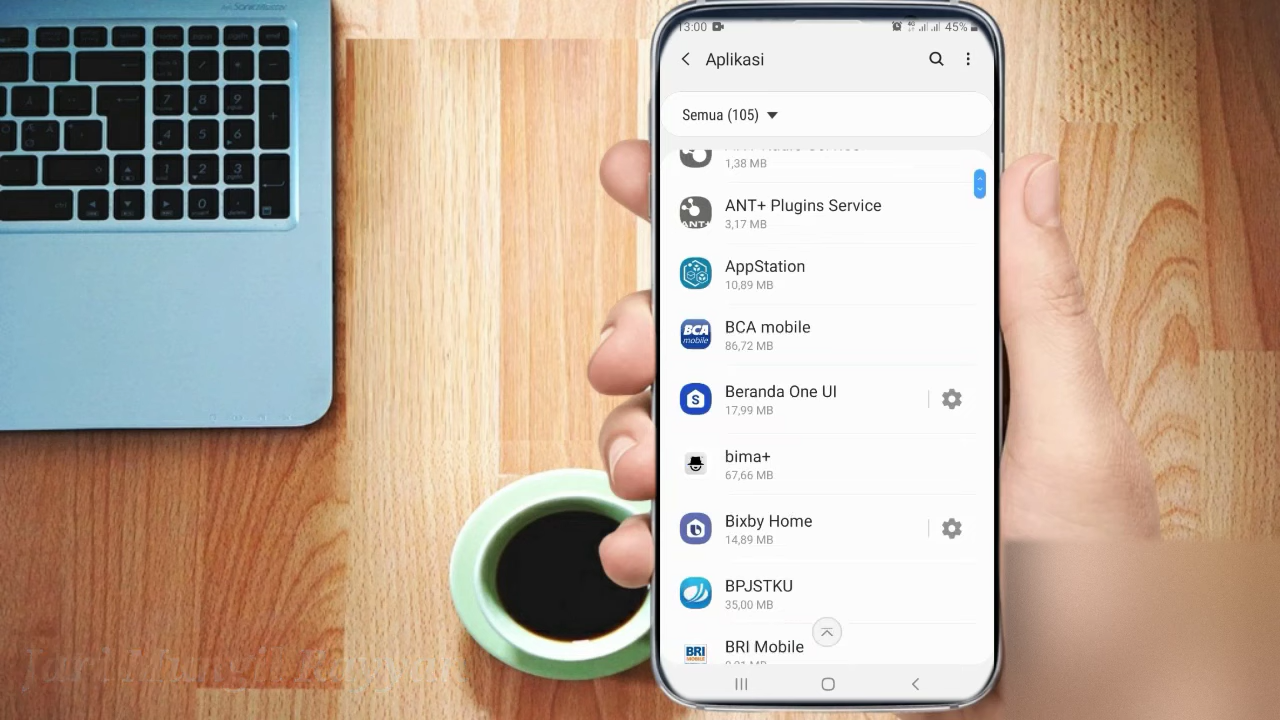 13:00
45%
Aplikasi
Semua (105)
1,38 MB
ANT+ Plugins Service
3,17 MB
AppStation
10,89 MB
BCA mobile
86,72 MB
Beranda One UI
17,99 MB
bima+
67,66 MB
Bixby Home
14,89 MB
BPJSTKU
35,00 MB
BRI Mobile